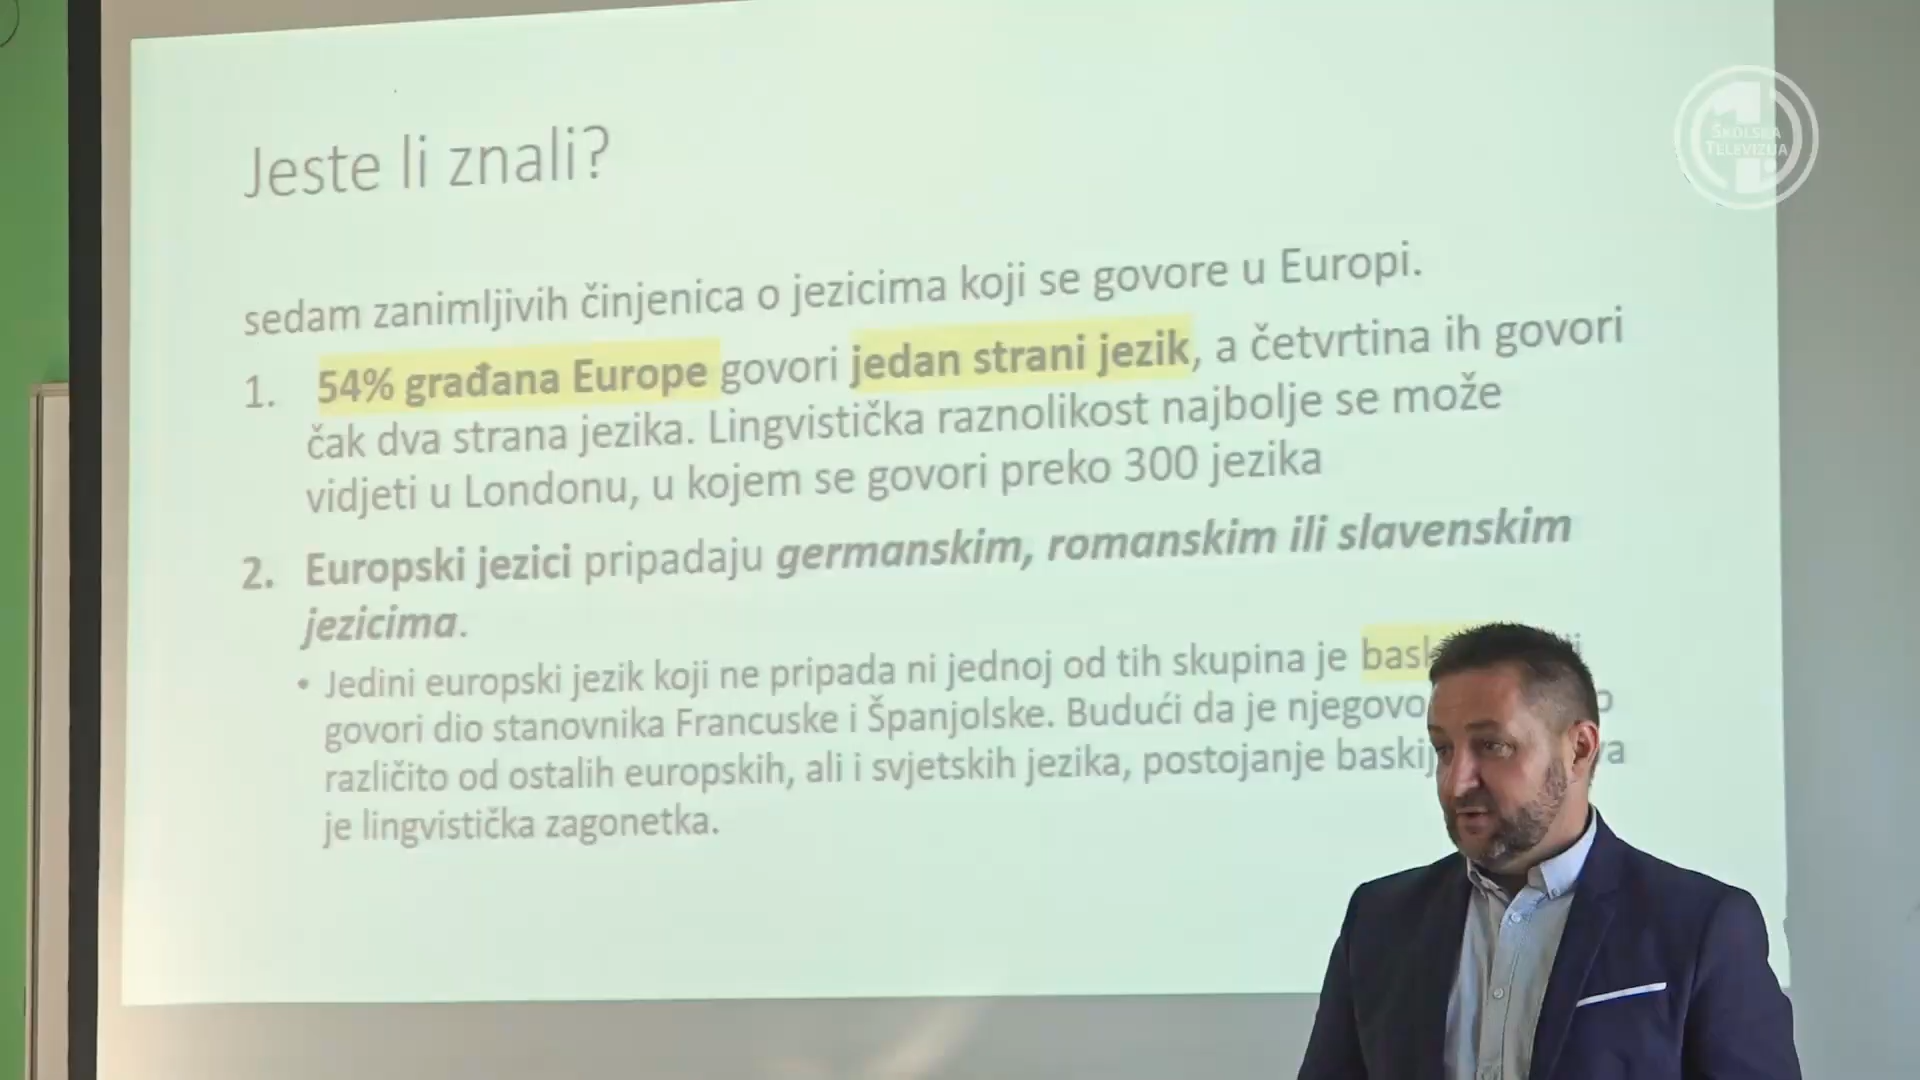 Jeste li znali?
sedam zanimljivih činjenica o jezicima koji se govore u Europi.
1. 54% građana Europe govori jedan strani jezik, a četvrtina ih govori
čak dva strana jezika. Lingvistička raznolikost najbolje se može
vidjeti u Londonu, u kojem se govori preko 300 jezika
2. Europski jezici pripadaju germanskim, romanskim ili slavenskim
jezicima.
• Jedini europski jezik koji ne pripada ni jednoj od tih skupina je
govori dio stanovnika Francuske i Španjolske. Budući da je
različito od ostalih europskih, ali i svjetskih jezika, postojanje
je lingvistička zagonetka.
ŠKOLSKA
TELEVIZIJA